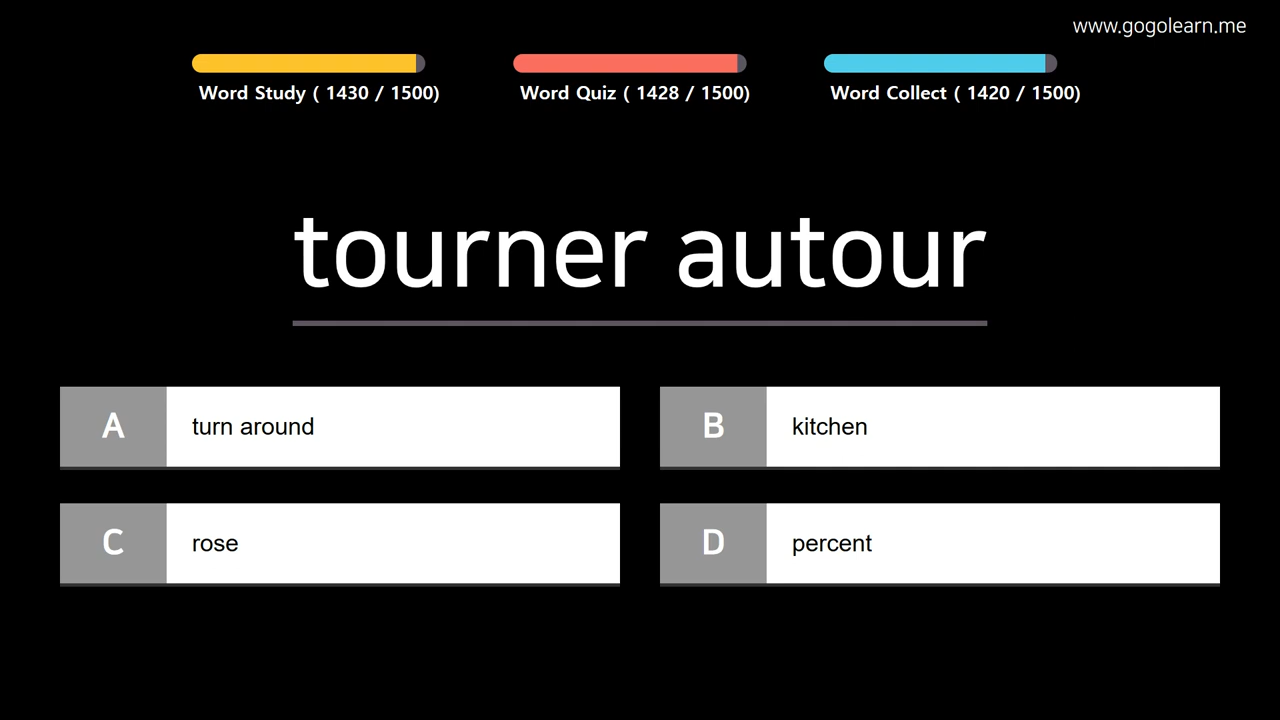 www.gogolearn.me
Word Study ( 1430 / 1500)
Word Quiz ( 1428 / 1500)
Word Collect ( 1420 / 1500)
tourner autour
A turn around
B kitchen
C rose
D percent